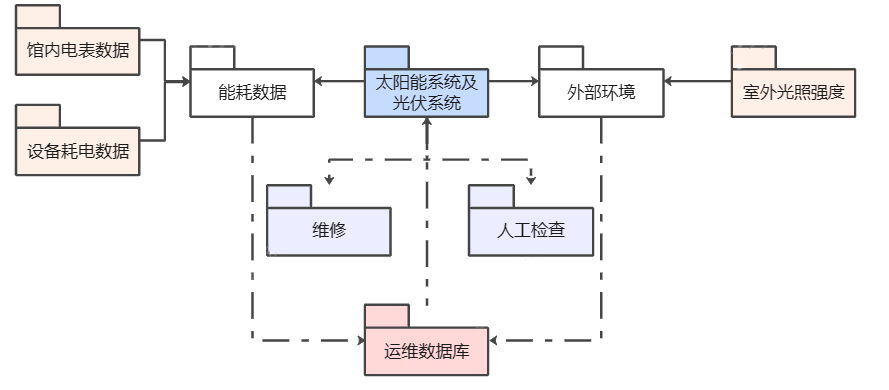 馆内电表数据
能耗数据
太阳能系统及
光伏系统
外部环境
室外光照强度
设备耗电数据
维修
人工检查
运维数据库